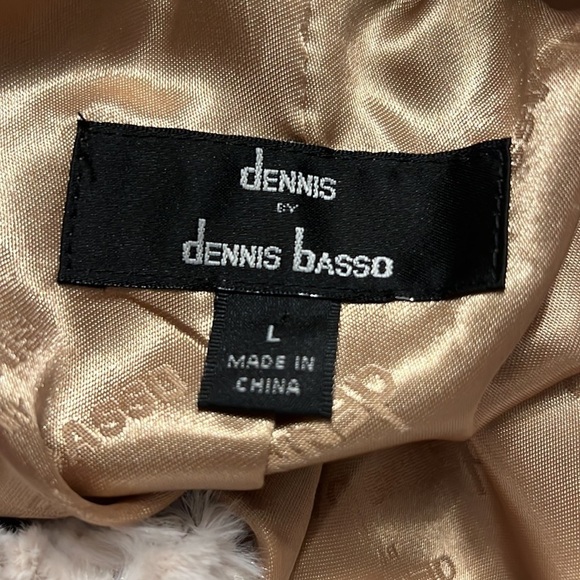 dENNIS
BY
dENNIS bASSO
L
MADE IN
CHINA